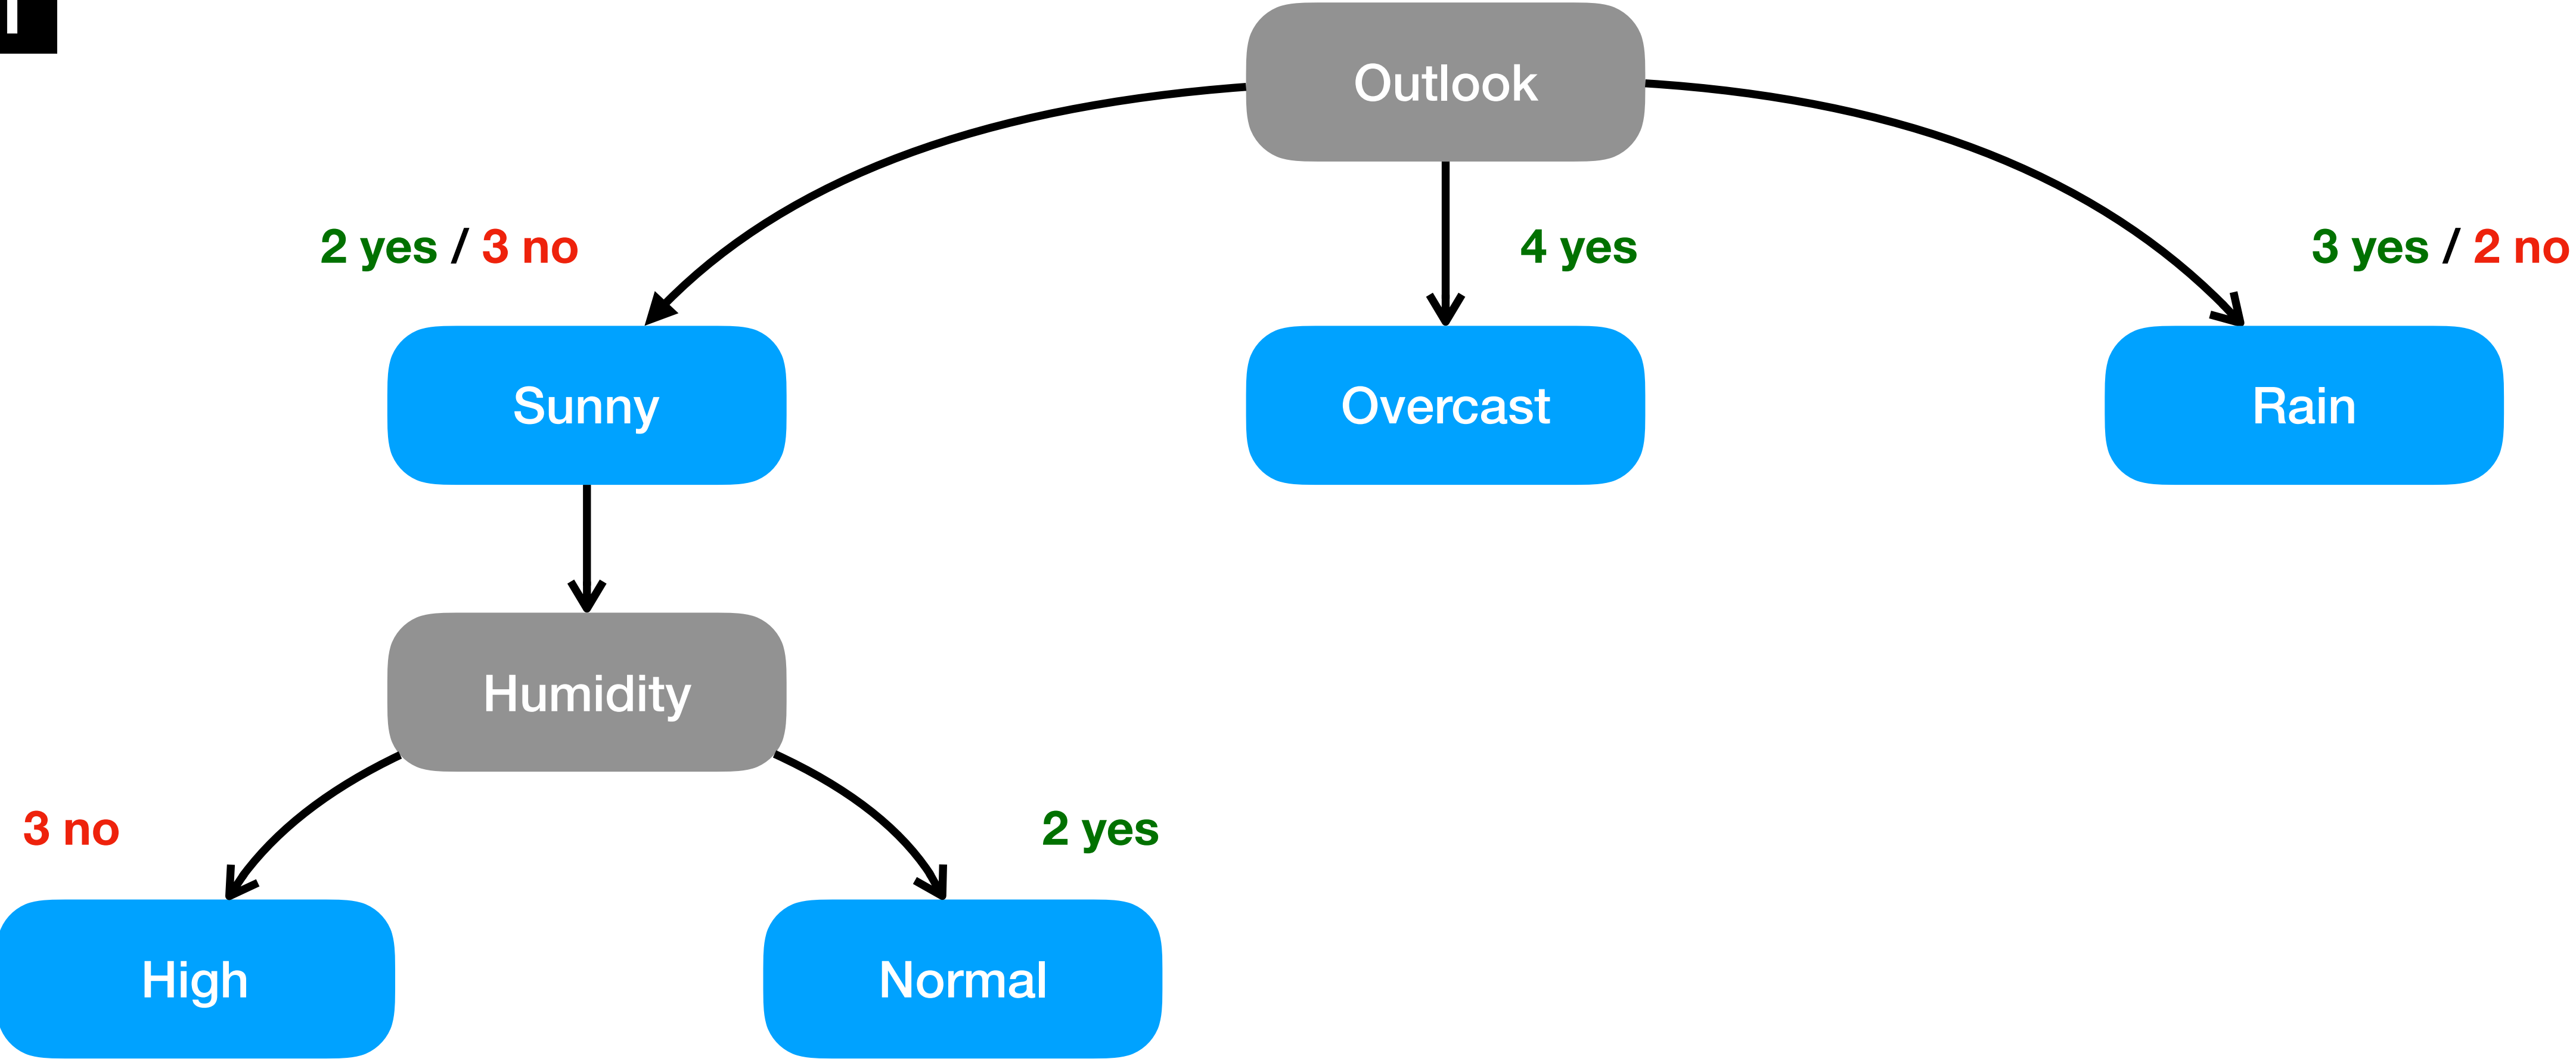 Outlook
2 yes / 3 no
4 yes
3 yes / 2 no
Sunny
Overcast
Rain
Humidity
3 no
2 yes
High
Normal